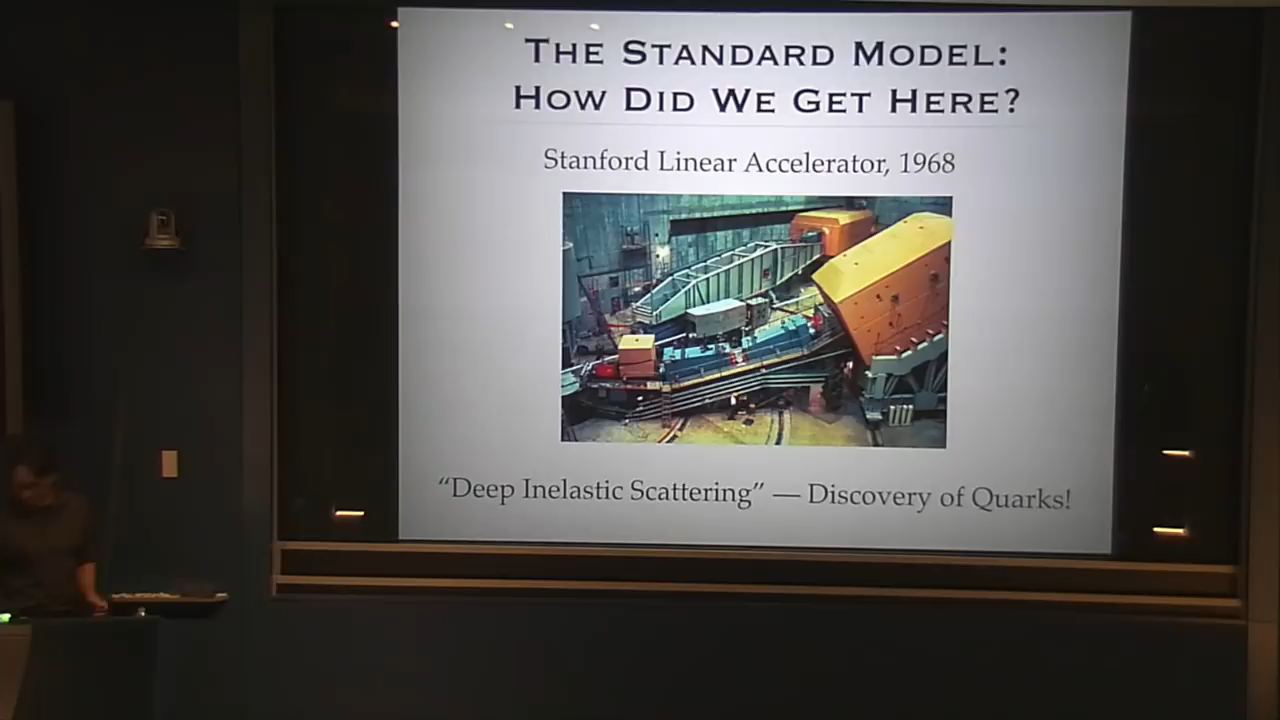 THE STANDARD MODEL:
HOW DID WE GET HERE?
Stanford Linear Accelerator, 1968
“Deep Inelastic Scattering” — Discovery of Quarks!